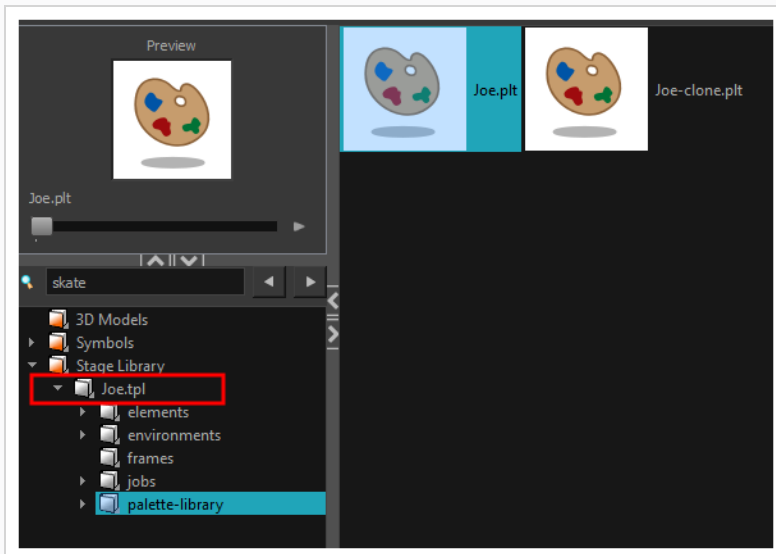 Preview
Joe.plt
skate
3D Models
Symbols
Stage Library
Joe.tpl
elements
environments
frames
jobs
palette-library
Joe.plt
Joe-clone.plt